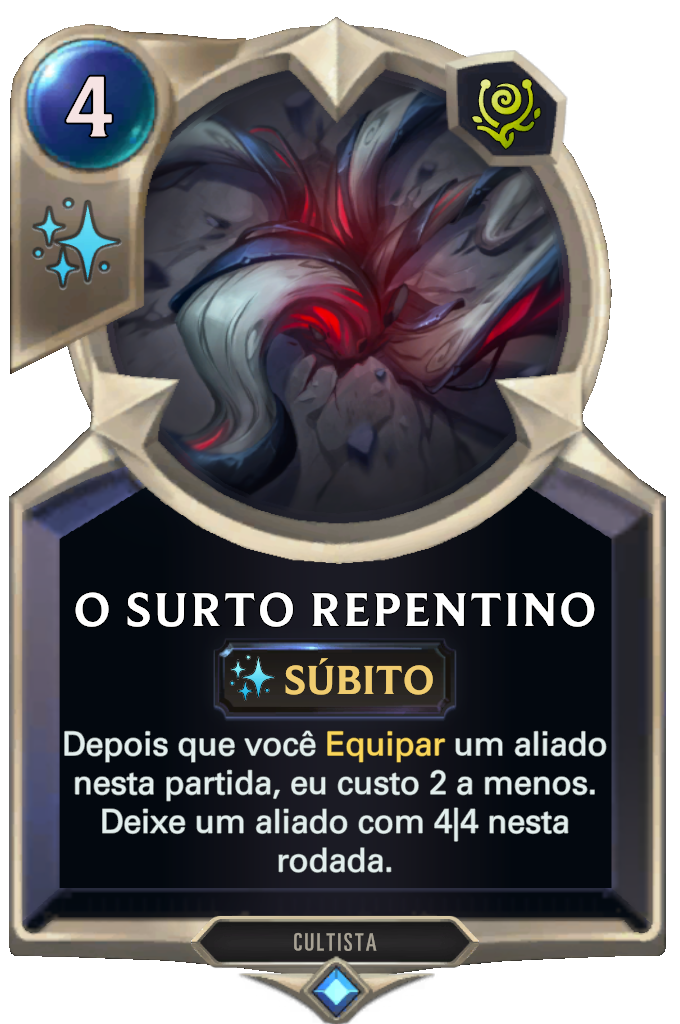 4
O SURTO REPENTINO
SÚBITO
Depois que você Equipar um aliado
nesta partida, eu custo 2 a menos.
Deixe um aliado com 4|4 nesta
rodada.
CULTISTA